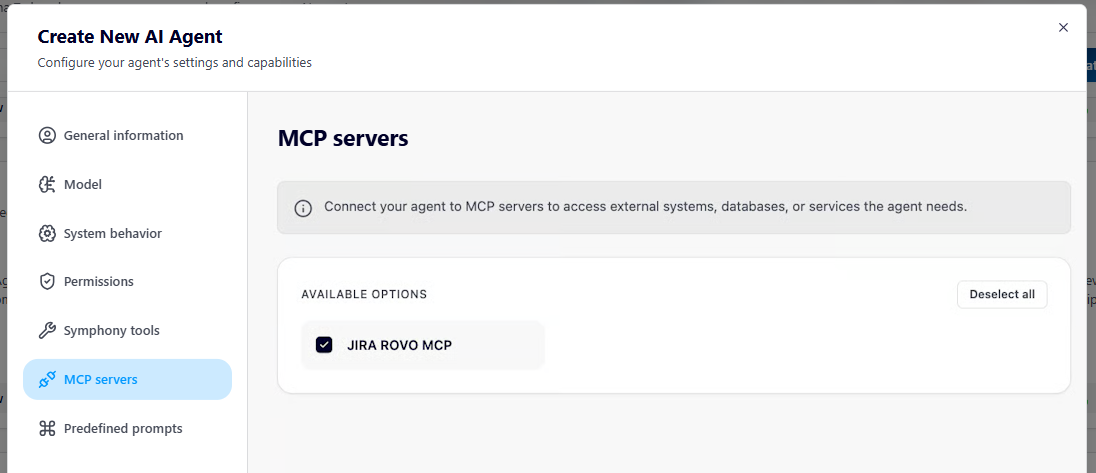 Create New AI Agent
Configure your agent's settings and capabilities
General information
Model
System behavior
Permissions
Symphony tools
MCP servers
Predefined prompts
MCP servers
Connect your agent to MCP servers to access external systems, databases, or services the agent needs.
AVAILABLE OPTIONS
Deselect all
JIRA ROVO MCP